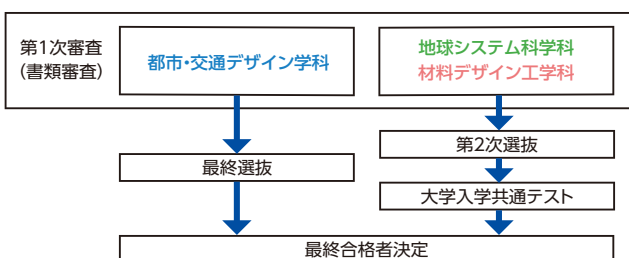 第1次審査
(書類審査)
都市・交通デザイン学科
地球システム科学科
材料デザイン工学科
第2次選抜
最終選抜
大学入学共通テスト
最終合格者決定